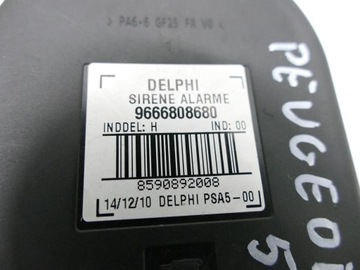 > PA6-6 GF25 FR V0 <
DELPHI
SIRENE ALARME
9666808680
INDDEL: H IND: 00
8590892008
14/12/10 DELPHI PSA5-00
PEUGEO
5